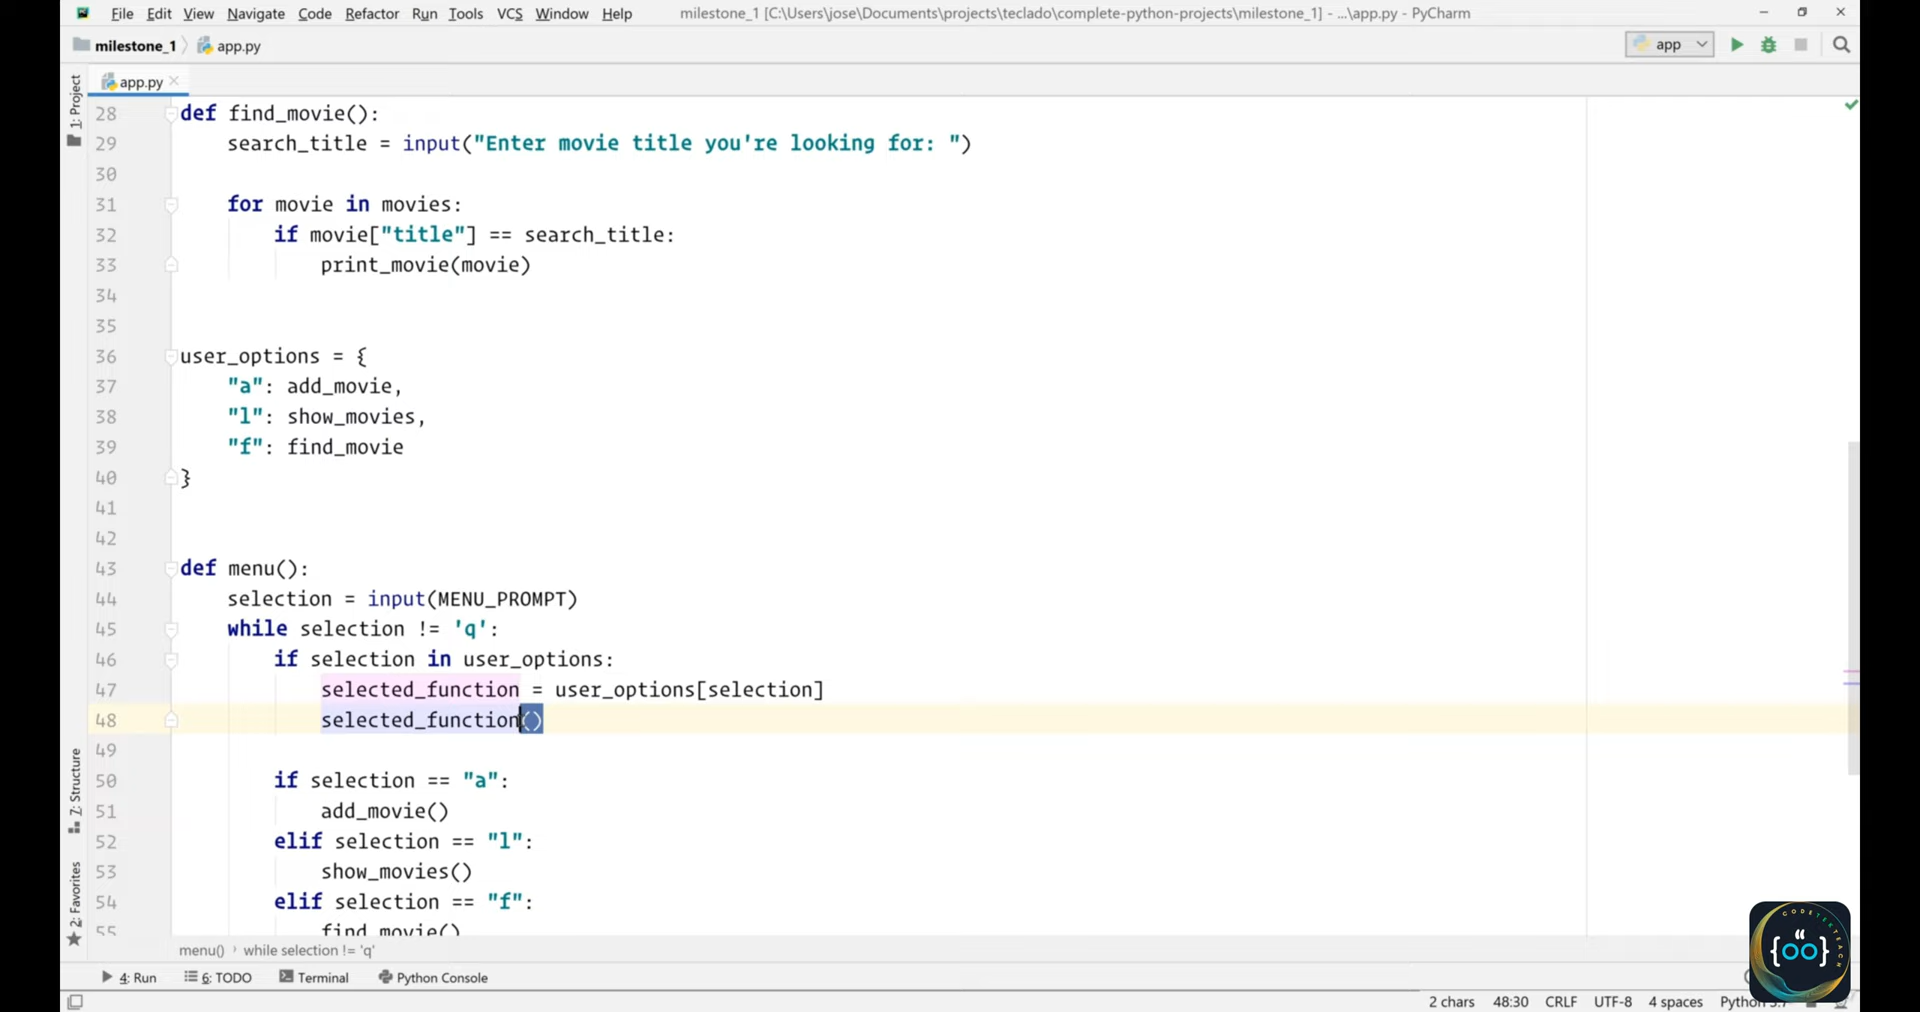 File Edit View Navigate Code Refactor Run Tools VCS Window Help milestone_1 [C:\Users\jose\Documents\projects\teclado\complete-python-projects\milestone_1] - ...\app.py - PyCharm
milestone_1 app.py app
app.py
1: Project
28 def find_movie():
29 search_title = input("Enter movie title you're looking for: ")
30
31 for movie in movies:
32 if movie["title"] == search_title:
33 print_movie(movie)
34
35
36 user_options = {
37 "a": add_movie,
38 "l": show_movies,
39 "f": find_movie
40 }
41
42
43 def menu():
44 selection = input(MENU_PROMPT)
45 while selection != 'q':
46 if selection in user_options:
47 selected_function = user_options[selection]
48 selected_function()
49
50 if selection == "a":
51 add_movie()
52 elif selection == "l":
53 show_movies()
54 elif selection == "f":
55 find_movie()
7: Structure
2: Favorites
menu() while selection != 'q'
4: Run 6: TODO Terminal Python Console
CODETEKTEACH
{oo}
2 chars 48:30 CRLF UTF-8 4 spaces Python 3.7